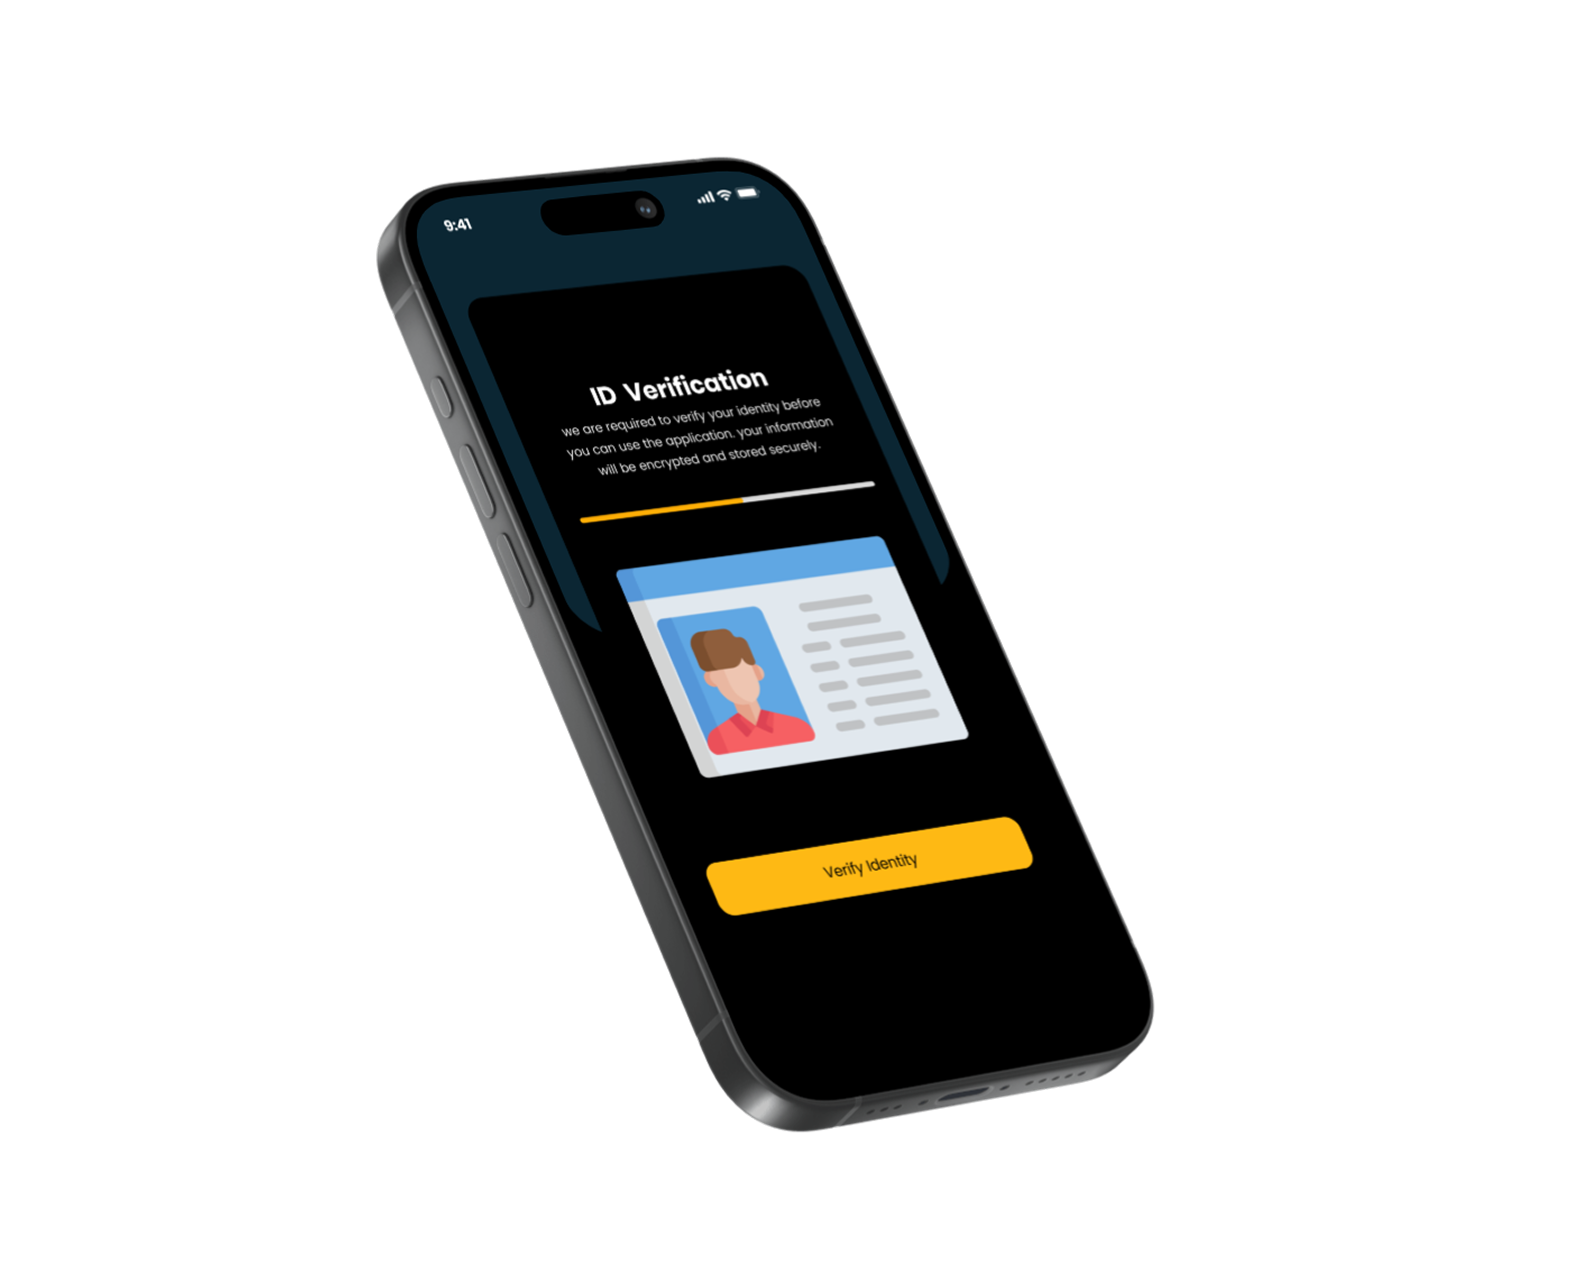 9:41
ID Verification
we are required to verify your identity before
you can use the application. your information
will be encrypted and stored securely.
Verify Identity